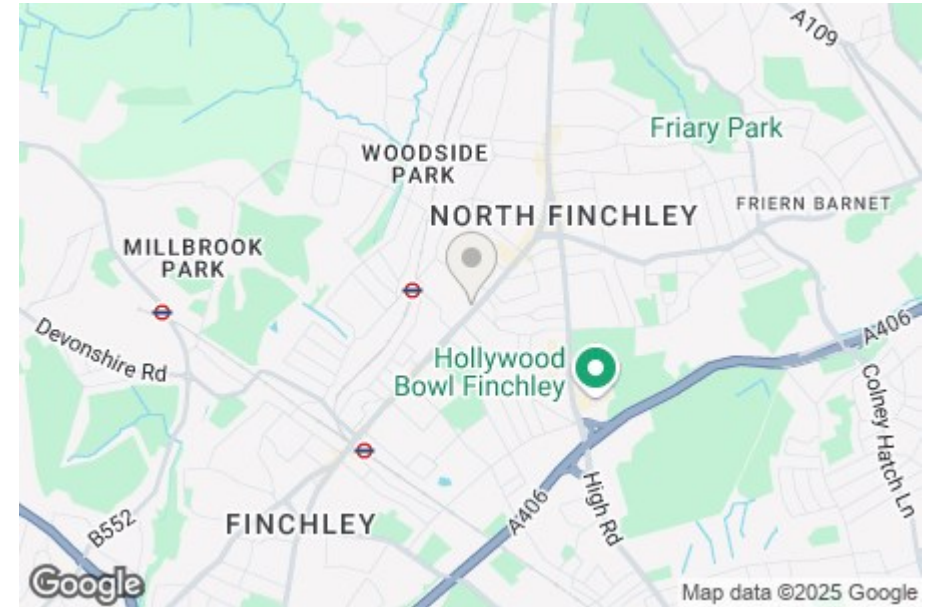 A109
Friary Park
WOODSIDE
PARK
NORTH FINCHLEY
FRIERN BARNET
MILLBROOK
PARK
A406
Devonshire Rd
Hollywood
Bowl Finchley
Colney Hatch Ln
A406
High Rd
B552
FINCHLEY
Google
Map data ©2025 Google